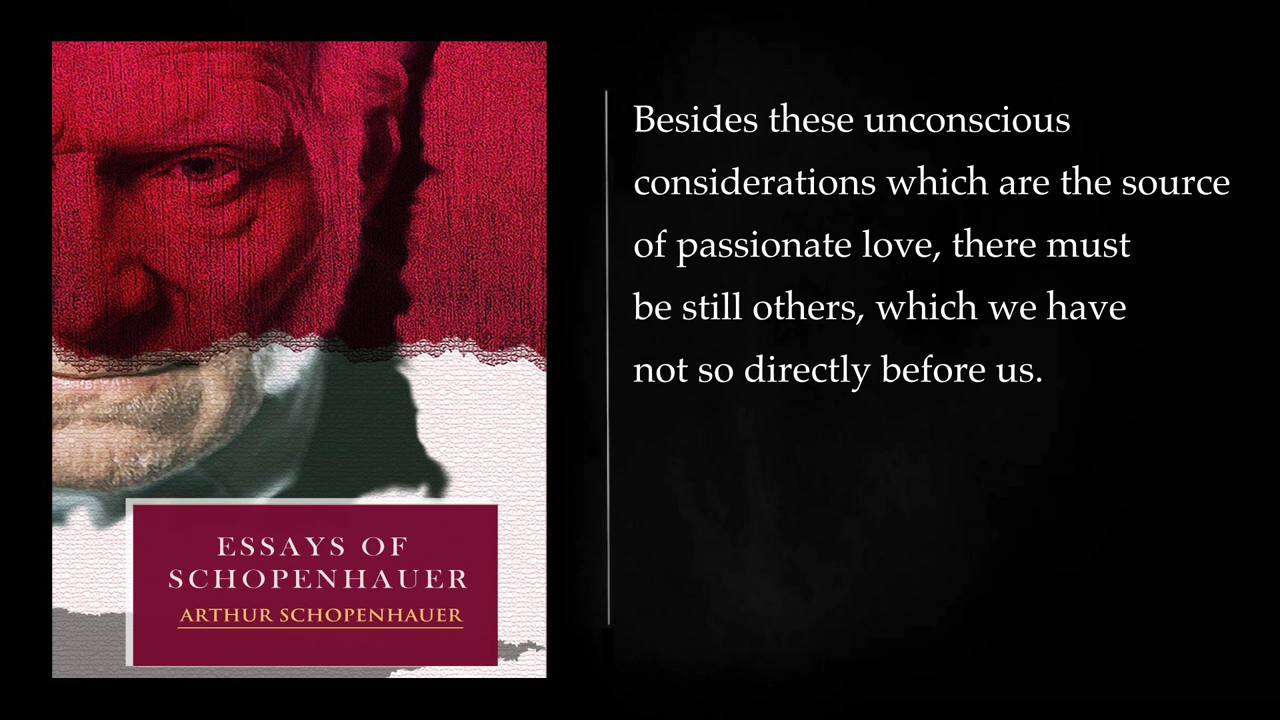 ESSAYS OF
SCHOPENHAUER
ARTHUR SCHOPENHAUER
Besides these unconscious
considerations which are the source
of passionate love, there must
be still others, which we have
not so directly before us.